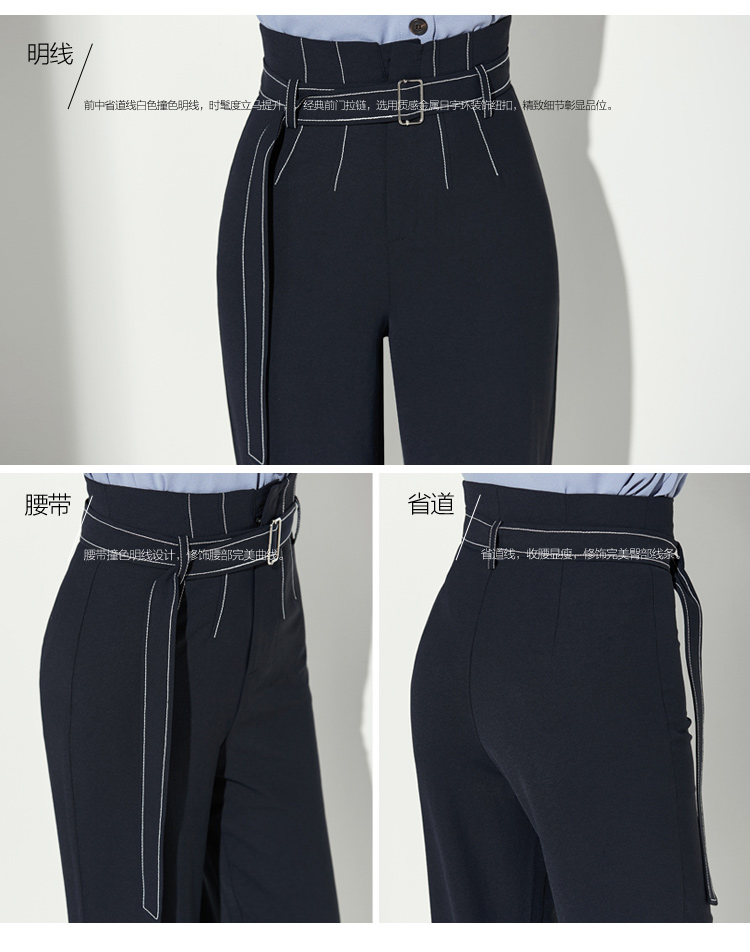 明线
前中省道线白色撞色明线，时髦度立马提升。 经典前门拉链，选用质感金属日字环装饰纽扣，精致细节彰显品位。
腰带
腰带撞色明线设计，修饰腰部完美曲线。
省道
省道线，收腰显瘦，修饰完美臀部线条。